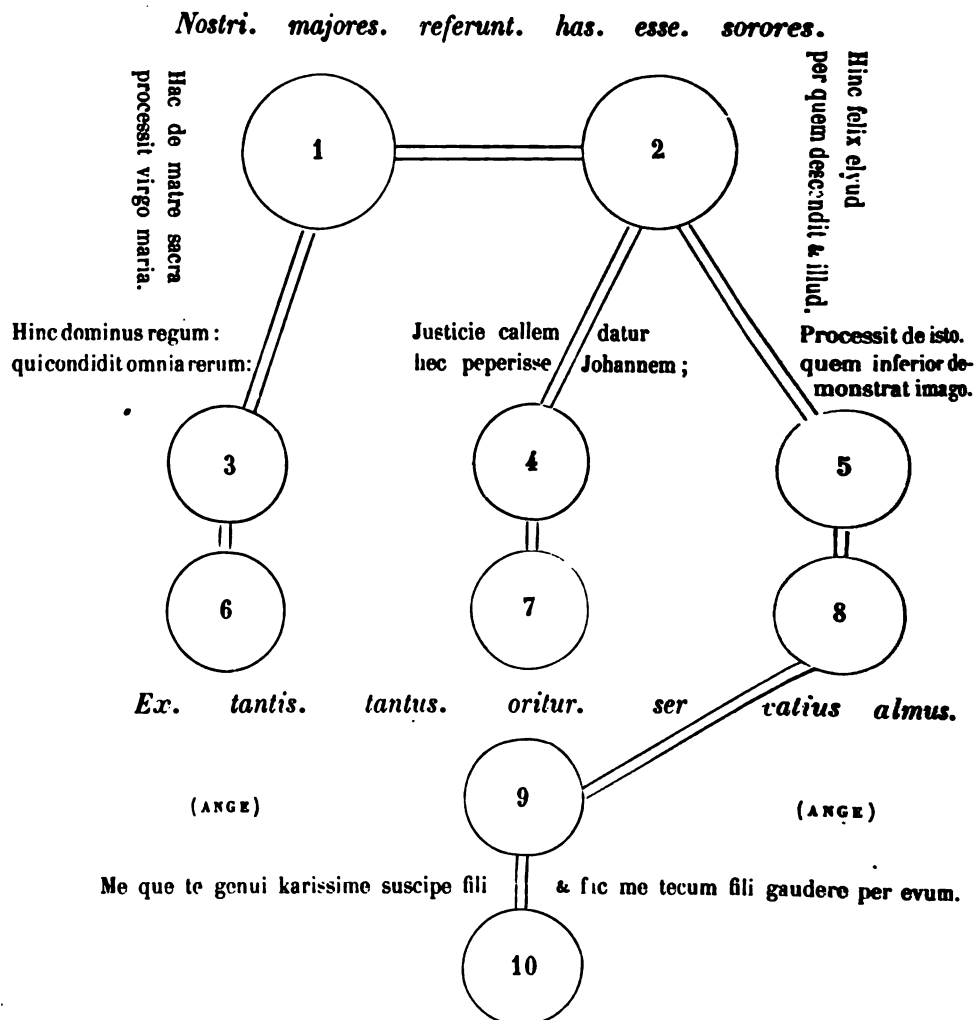 Nostri. majores. referunt. has. esse. sorores.
Hac de matre sacra
processit virgo maria.
1
2
Hinc felix elyud
per quem descendit & illud.
Hinc dominus regum:
qui condidit omnia rerum:
Justicie callem datur
hec peperisse Johannem;
Processit de isto.
quem inferior de-
monstrat imago.
3
4
5
6
7
8
Ex. tantis. tantus. oritur. ser vatius almus.
9
(ANGE)
(ANGE)
Me que te genui karissime suscipe fili & fac me tecum fili gaudere per evum.
10